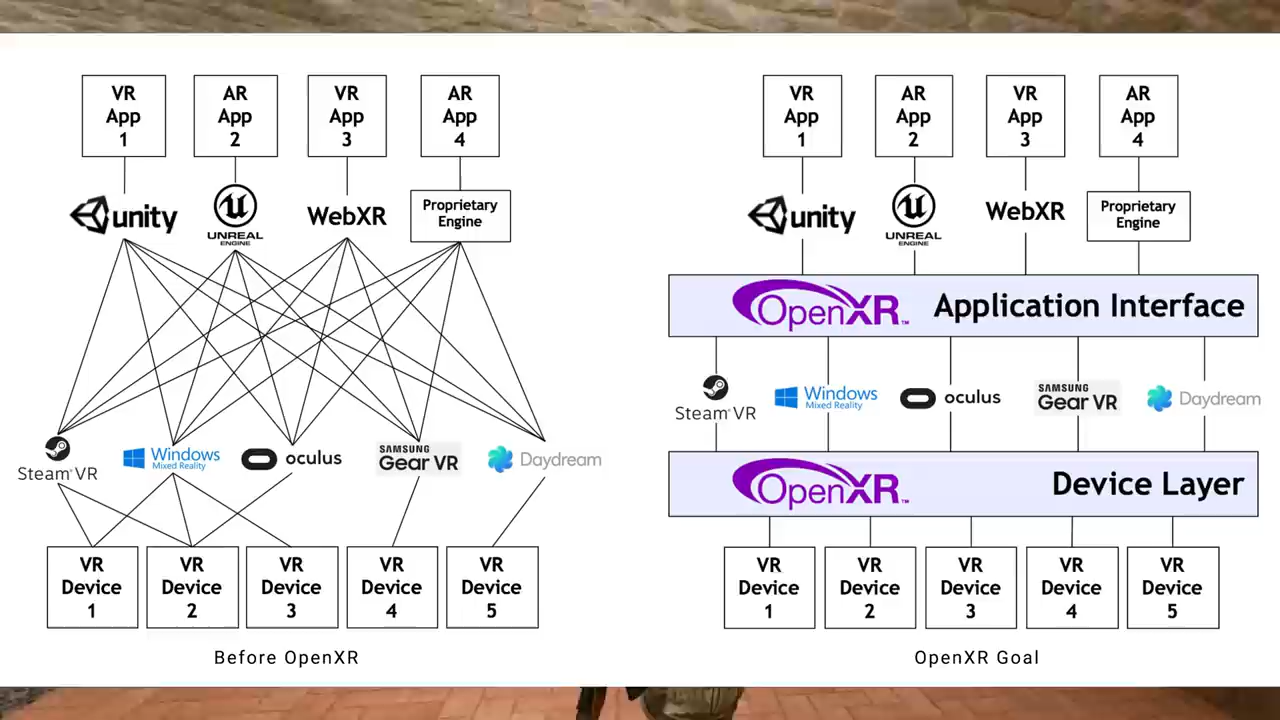 VR
App
1
AR
App
2
VR
App
3
AR
App
4
unity
UNREAL
ENGINE
WebXR
Proprietary
Engine
Steam®VR
Windows
Mixed Reality
oculus
SAMSUNG
Gear VR
Daydream
VR
Device
1
VR
Device
2
VR
Device
3
VR
Device
4
VR
Device
5
Before OpenXR
VR
App
1
AR
App
2
VR
App
3
AR
App
4
unity
UNREAL
ENGINE
WebXR
Proprietary
Engine
OpenXR™ Application Interface
Steam®VR
Windows
Mixed Reality
oculus
SAMSUNG
Gear VR
Daydream
OpenXR™ Device Layer
VR
Device
1
VR
Device
2
VR
Device
3
VR
Device
4
VR
Device
5
OpenXR Goal